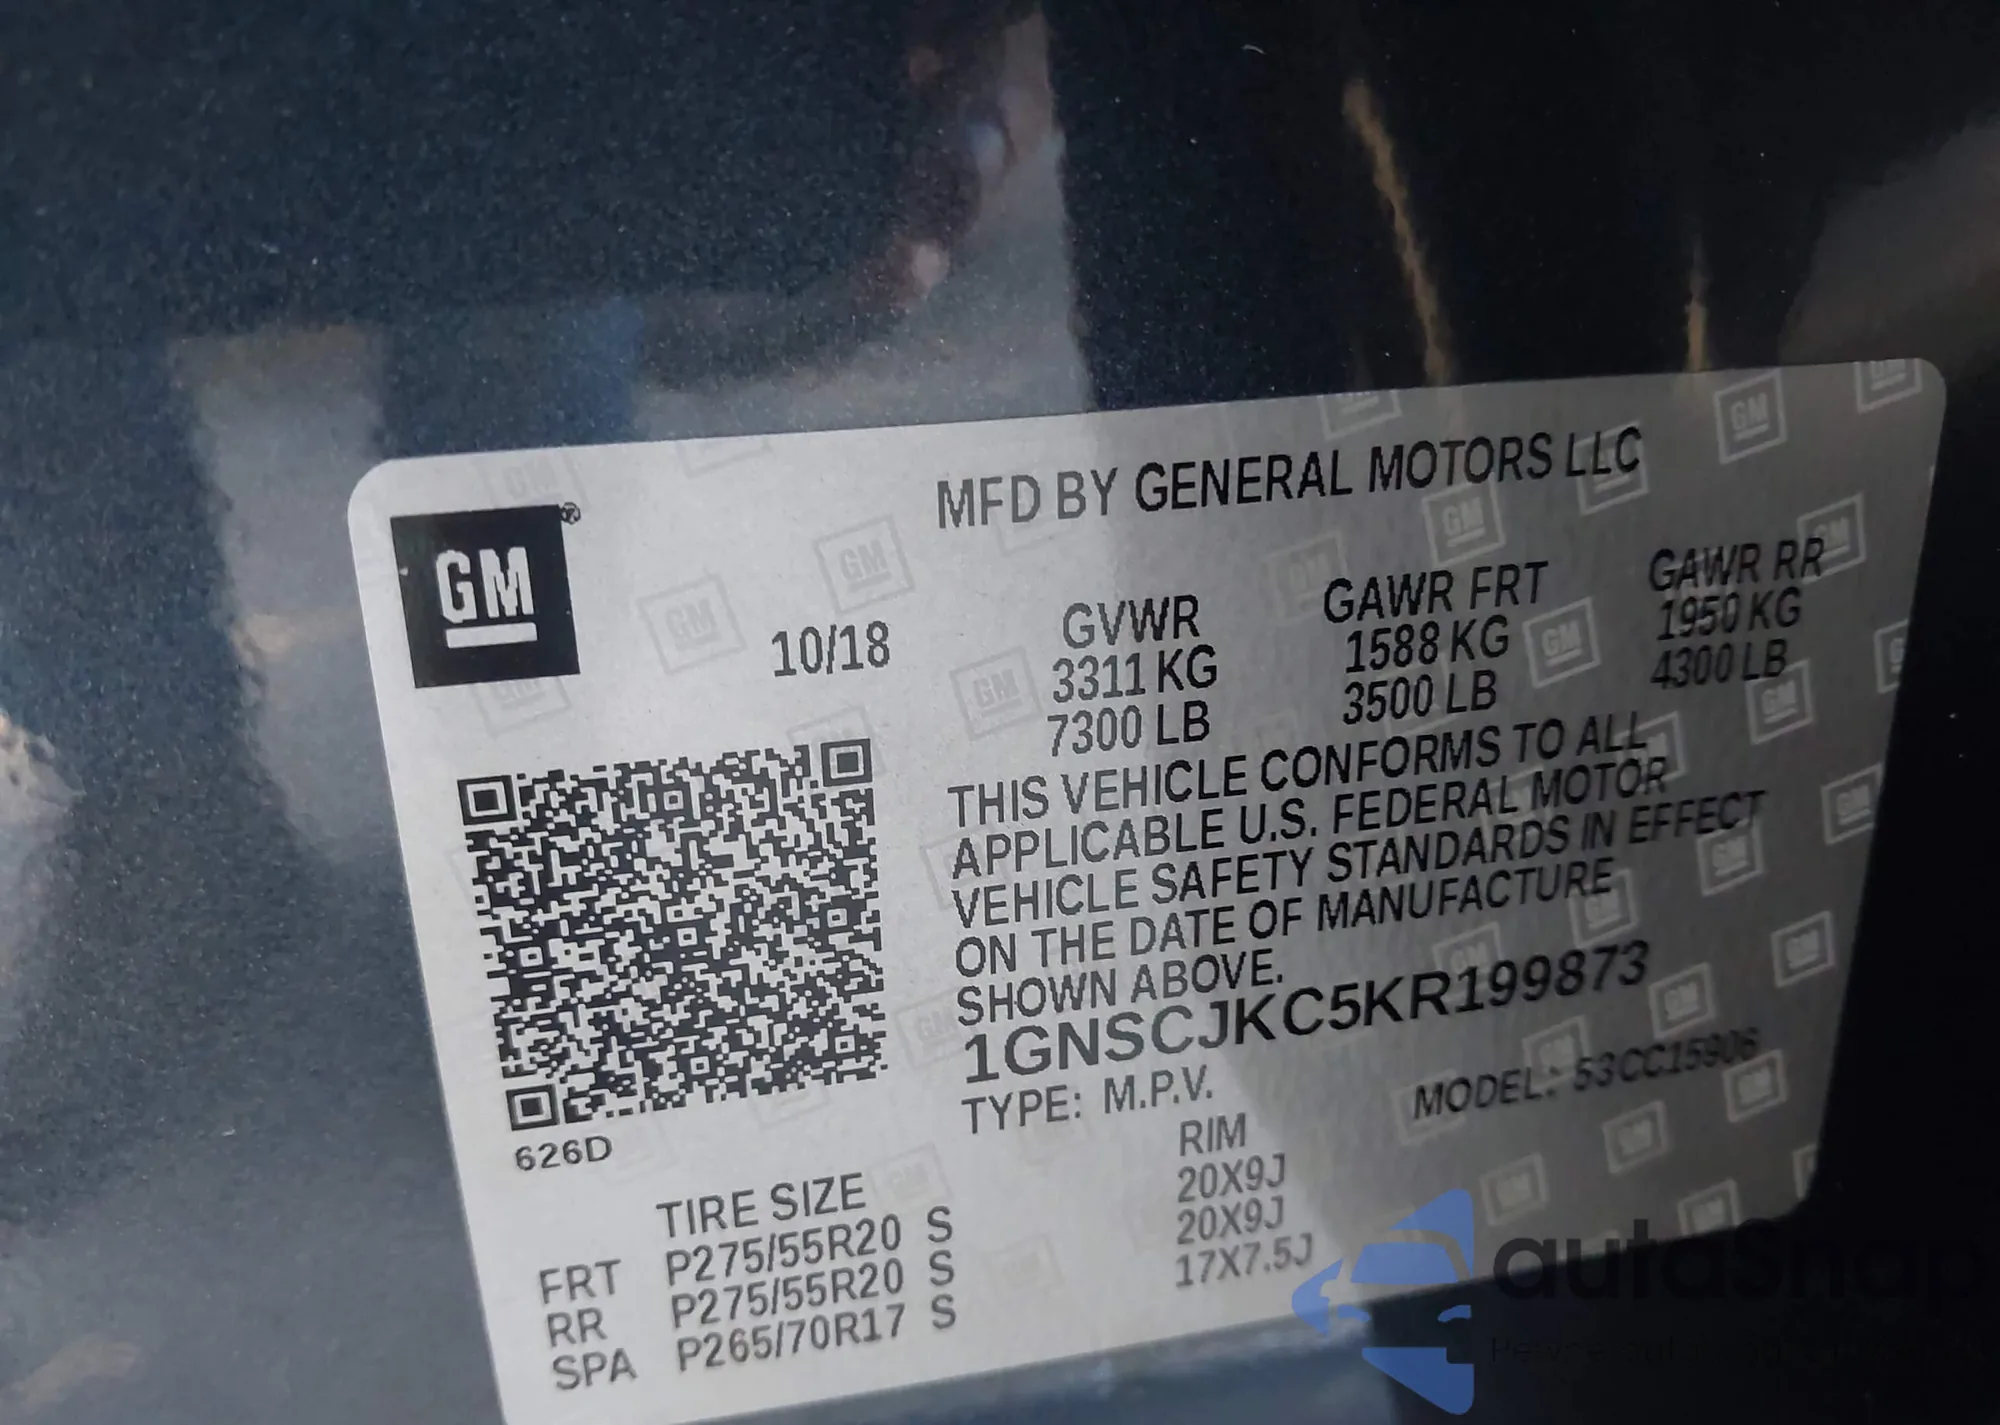 MFD BY GENERAL MOTORS LLC
GM
®
10/18
GVWR GAWR FRT GAWR RR
3311 KG 1588 KG 1950 KG
7300 LB 3500 LB 4300 LB
THIS VEHICLE CONFORMS TO ALL
APPLICABLE U.S. FEDERAL MOTOR
VEHICLE SAFETY STANDARDS IN EFFECT
ON THE DATE OF MANUFACTURE
SHOWN ABOVE.
1GNSCJKC5KR199873
TYPE: M.P.V. MODEL: 53CC15906
626D
TIRE SIZE RIM
FRT P275/55R20 S 20X9J
RR P275/55R20 S 20X9J
SPA P265/70R17 S 17X7.5J
autosnap